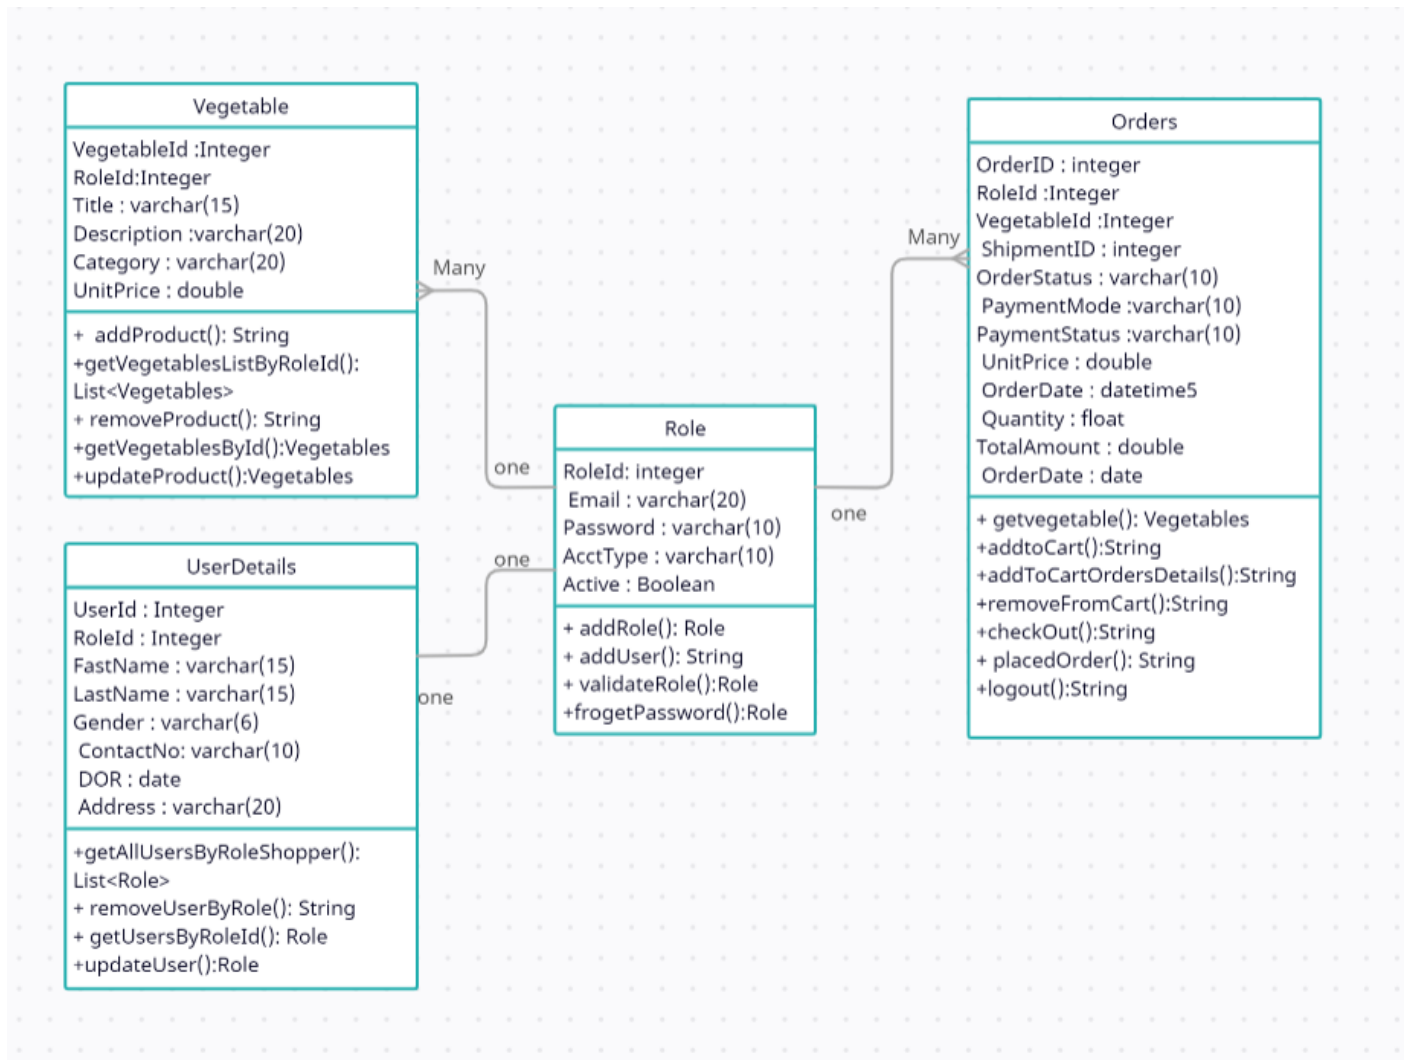 Vegetable
VegetableId :Integer
RoleId:Integer
Title : varchar(15)
Description :varchar(20)
Category : varchar(20)
UnitPrice : double
+ addProduct(): String
+getVegetablesListByRoleId():
List<Vegetables>
+ removeProduct(): String
+getVegetablesById():Vegetables
+updateProduct():Vegetables
Many
one
UserDetails
UserId : Integer
RoleId : Integer
FastName : varchar(15)
LastName : varchar(15)
Gender : varchar(6)
ContactNo: varchar(10)
DOR : date
Address : varchar(20)
+getAllUsersByRoleShopper():
List<Role>
+ removeUserByRole(): String
+ getUsersByRoleId(): Role
+updateUser():Role
one
one
Role
RoleId: integer
Email : varchar(20)
Password : varchar(10)
AcctType : varchar(10)
Active : Boolean
+ addRole(): Role
+ addUser(): String
+ validateRole():Role
+frogetPassword():Role
one
Many
Orders
OrderID : integer
RoleId :Integer
VegetableId :Integer
ShipmentID : integer
OrderStatus : varchar(10)
PaymentMode :varchar(10)
PaymentStatus :varchar(10)
UnitPrice : double
OrderDate : datetime5
Quantity : float
TotalAmount : double
OrderDate : date
+ getvegetable(): Vegetables
+addtoCart():String
+addToCartOrdersDetails():String
+removeFromCart():String
+checkOut():String
+ placedOrder(): String
+logout():String